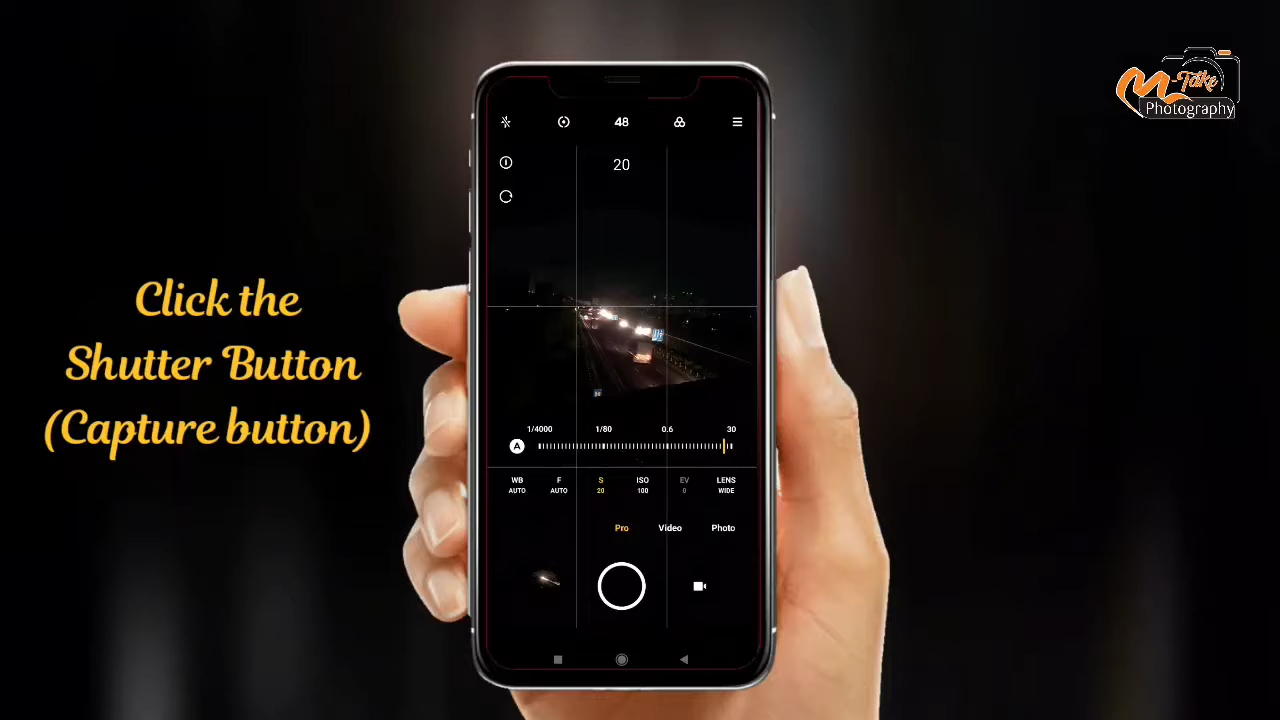 M-Take
Photography
48
20
Click the
Shutter Button
(Capture button)
1/4000 1/80 0.6 30
A
WB F S ISO EV LENS
AUTO AUTO 20 100 0 WIDE
Pro Video Photo